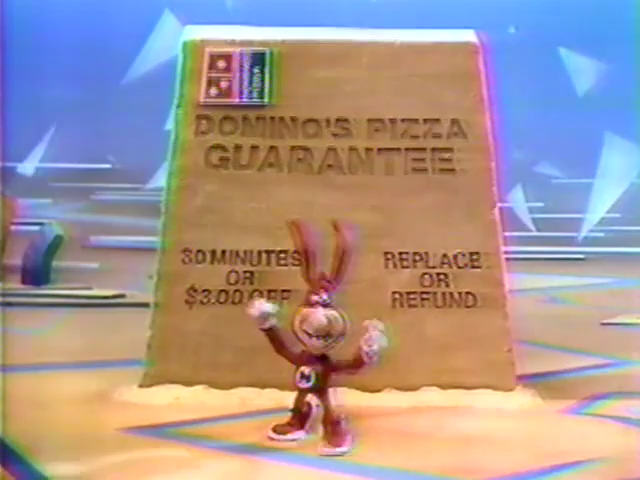 DOMINO'S PIZZA
GUARANTEE
30 MINUTES
OR
$3.00 OFF
REPLACE
OR
REFUND
N